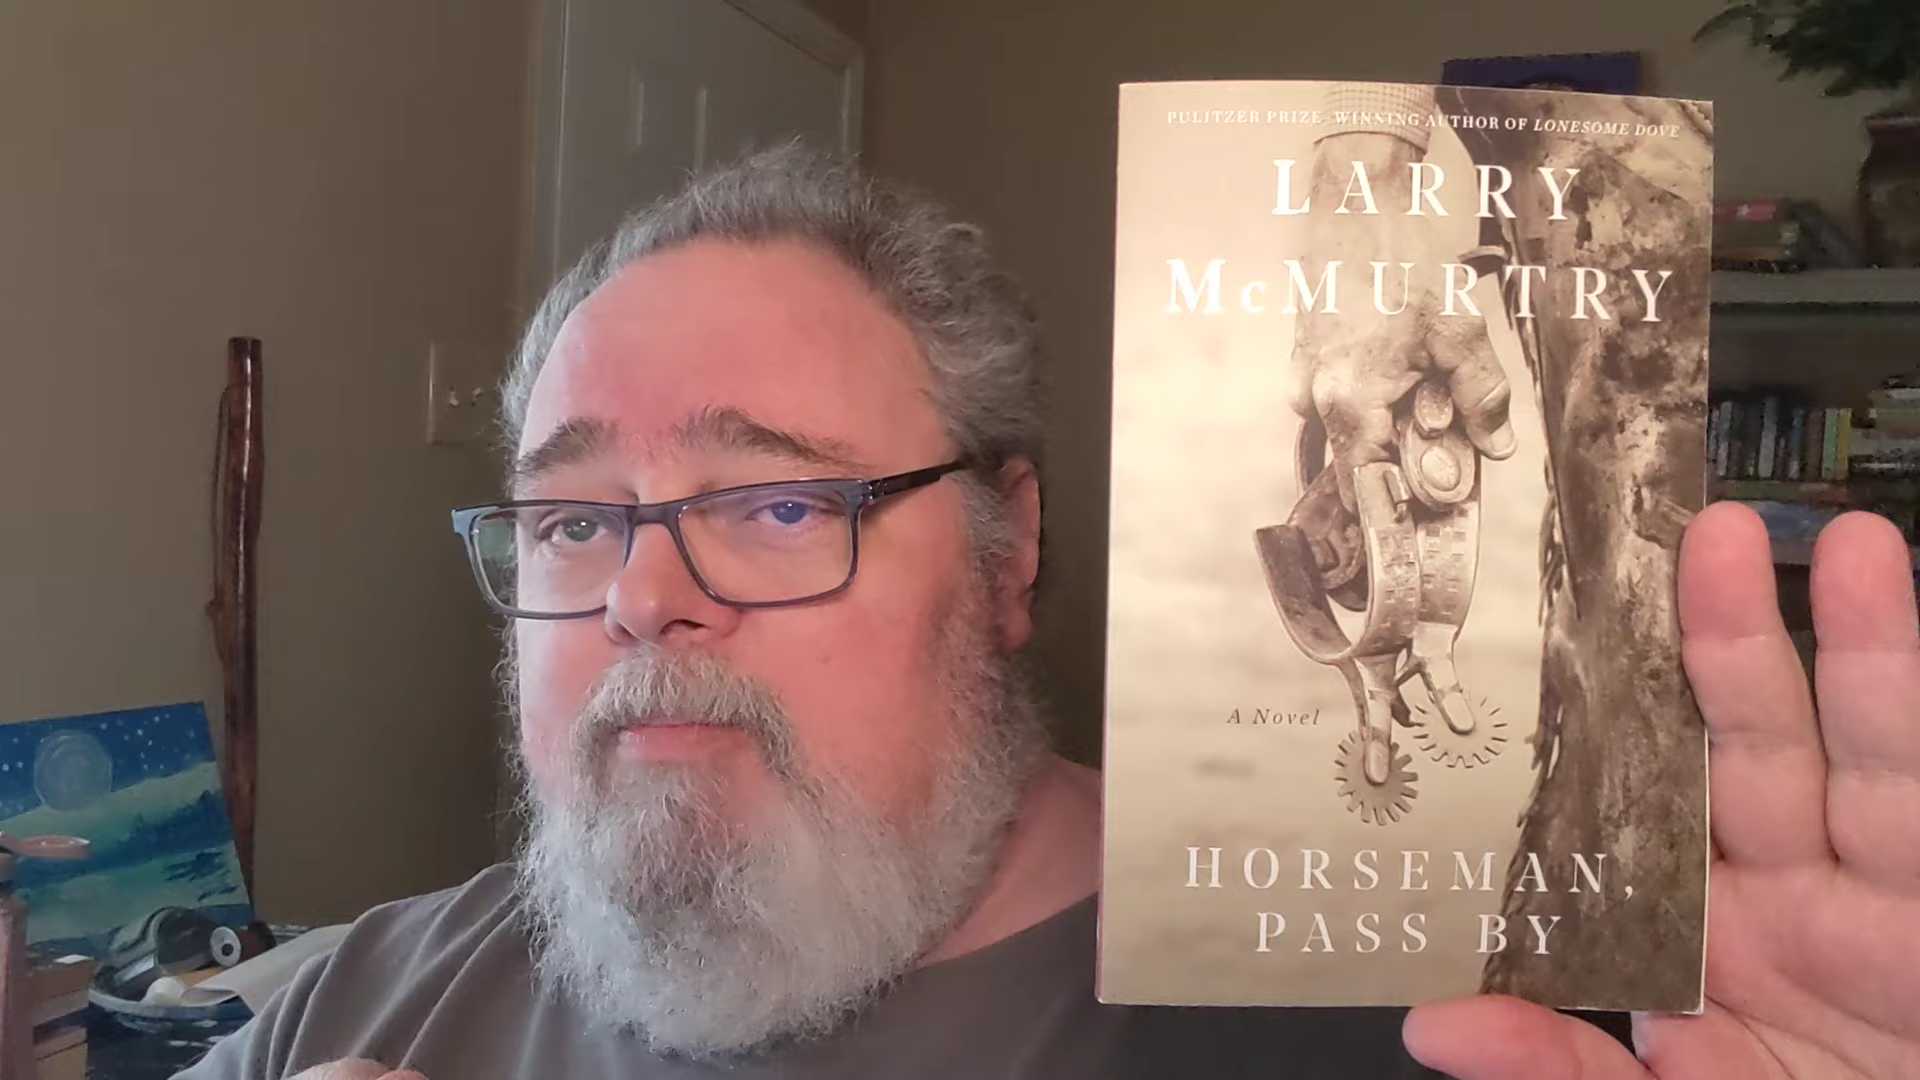 PULITZER PRIZE-WINNING AUTHOR OF LONESOME DOVE
LARRY
McMURTRY
A Novel
HORSEMAN,
PASS BY